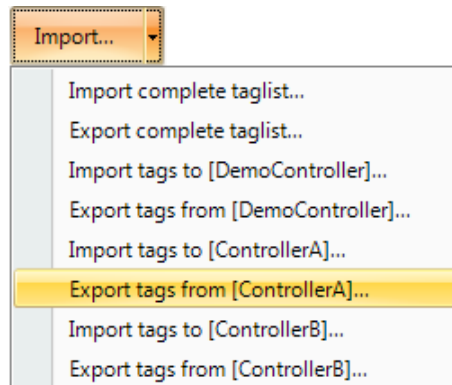 Import...
Import complete taglist...
Export complete taglist...
Import tags to [DemoController]...
Export tags from [DemoController]...
Import tags to [ControllerA]...
Export tags from [ControllerA]...
Import tags to [ControllerB]...
Export tags from [ControllerB]...